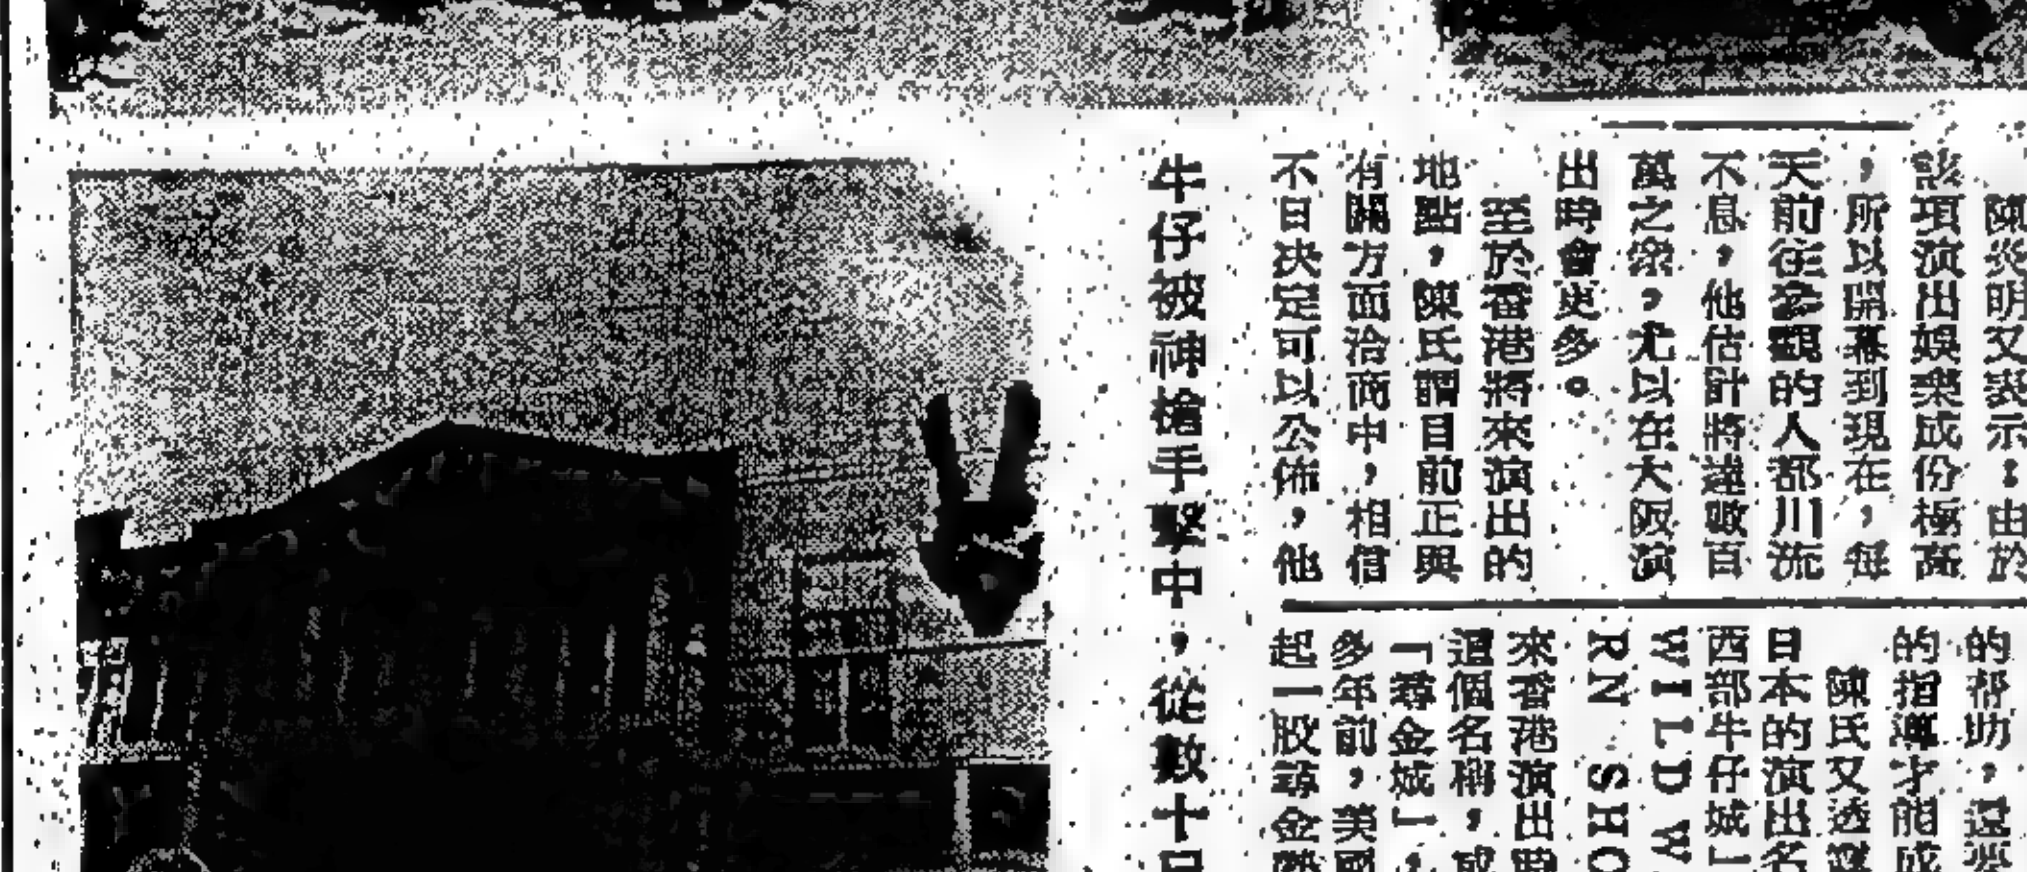 陳炎明又表示：由於
該項演出娛樂成份極高
，所以開幕到現在，每
天前往參觀的人都川流
不息，他估計將達數百
萬之衆，尤以在大阪演
出時會更多。
至於香港將來演出的
地點，陳氏謂目前正與
有關方面洽商中，相信
不日决定可以公佈，他
的帮助，還
的指導才能成
陳氏又透
日本的演出名
西部牛仔城」
WILD W
RN SHO
來香港演出時
這個名稱，或
「尋金城」，
多年前，美國
起一股尋金
牛仔被神槍手擊中，從數十